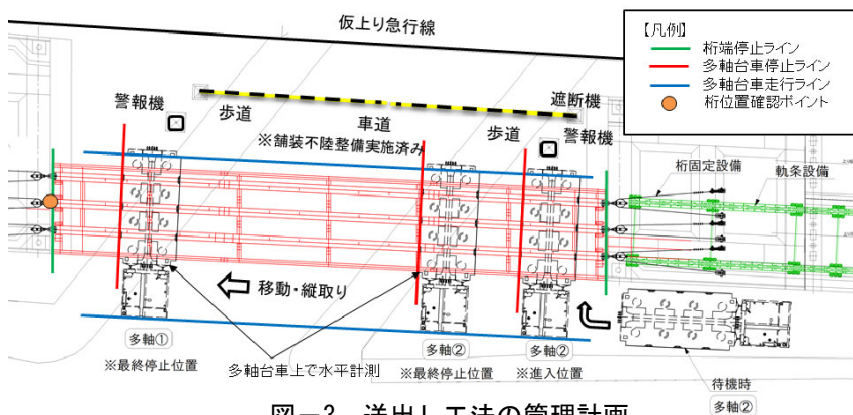 仮上り急行線
【凡例】
桁端停止ライン
多軸台車停止ライン
多軸台車走行ライン
桁位置確認ポイント
警報機
歩道
車道
歩道
遮断機
警報機
※舗装不陸整備実施済み
桁固定設備
軌条設備
移動・縦取り
多軸①
※最終停止位置
多軸台車上で水平計測
多軸②
※最終停止位置
多軸②
※進入位置
待機時
多軸②
図－2　送出し工法の管理計画